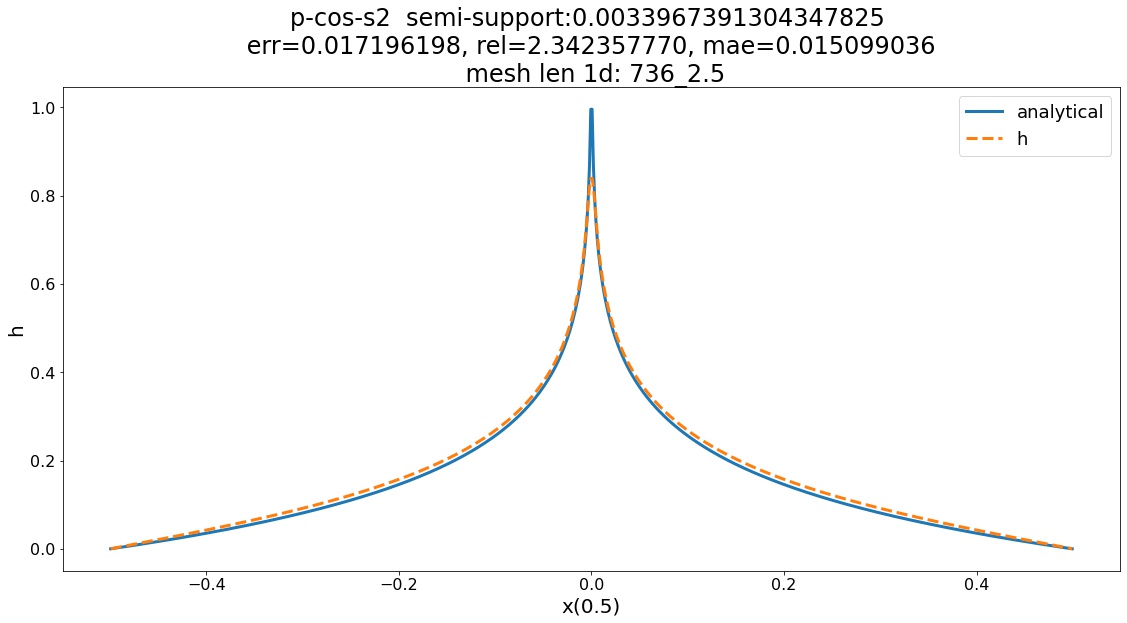 p-cos-s2 semi-support:0.0033967391304347825
err=0.017196198, rel=2.342357770, mae=0.015099036
mesh len 1d: 736_2.5
analytical
h
1.0
0.8
0.6
0.4
0.2
0.0
h
−0.4
−0.2
0.0
0.2
0.4
x(0.5)